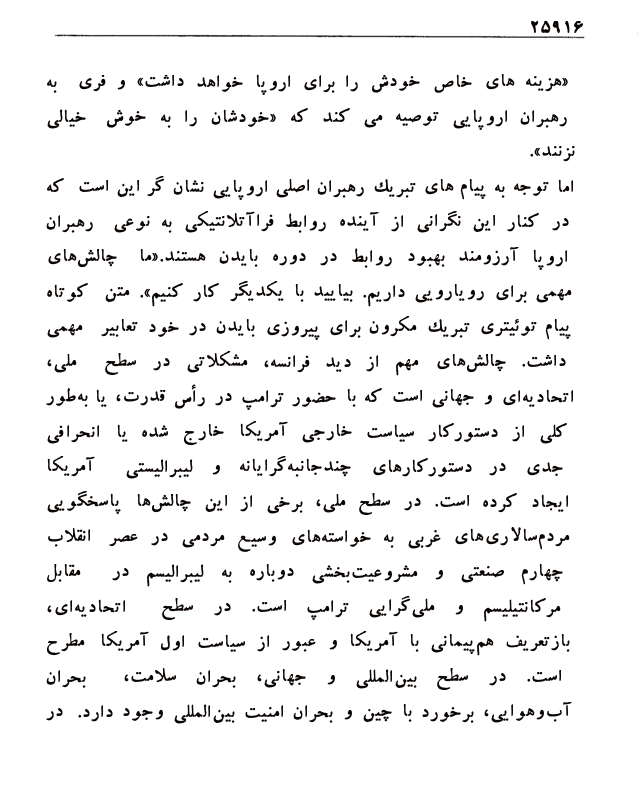 ۲۵۹۱۶
«هزینه های خاص خودش را برای اروپا خواهد داشت» و فری به
رهبران اروپایی توصیه می کند که «خودشان را به خوش خیالی
نزنند».
اما توجه به پیام های تبریك رهبران اصلی اروپایی نشان گر این است که
در کنار این نگرانی از آینده روابط فراآتلانتیکی به نوعی رهبران
اروپا آرزومند بهبود روابط در دوره بایدن هستند.«ما چالش‌های
مهمی برای رویارویی داریم. بیایید با یکدیگر کار کنیم». متن کوتاه
پیام توئیتری تبریك مکرون برای پیروزی بایدن در خود تعابیر مهمی
داشت. چالش‌های مهم از دید فرانسه، مشکلاتی در سطح ملی،
اتحادیه‌ای و جهانی است که با حضور ترامپ در رأس قدرت، یا به‌طور
کلی از دستورکار سیاست خارجی آمریکا خارج شده یا انحرافی
جدی در دستورکارهای چندجانبه‌گرایانه و لیبرالیستی آمریکا
ایجاد کرده است. در سطح ملی، برخی از این چالش‌ها پاسخگویی
مردم‌سالاری‌های غربی به خواسته‌های وسیع مردمی در عصر انقلاب
چهارم صنعتی و مشروعیت‌بخشی دوباره به لیبرالیسم در مقابل
مرکانتیلیسم و ملی‌گرایی ترامپ است. در سطح اتحادیه‌ای،
بازتعریف هم‌پیمانی با آمریکا و عبور از سیاست اول آمریکا مطرح
است. در سطح بین‌المللی و جهانی، بحران سلامت، بحران
آب‌وهوایی، برخورد با چین و بحران امنیت بین‌المللی وجود دارد. در